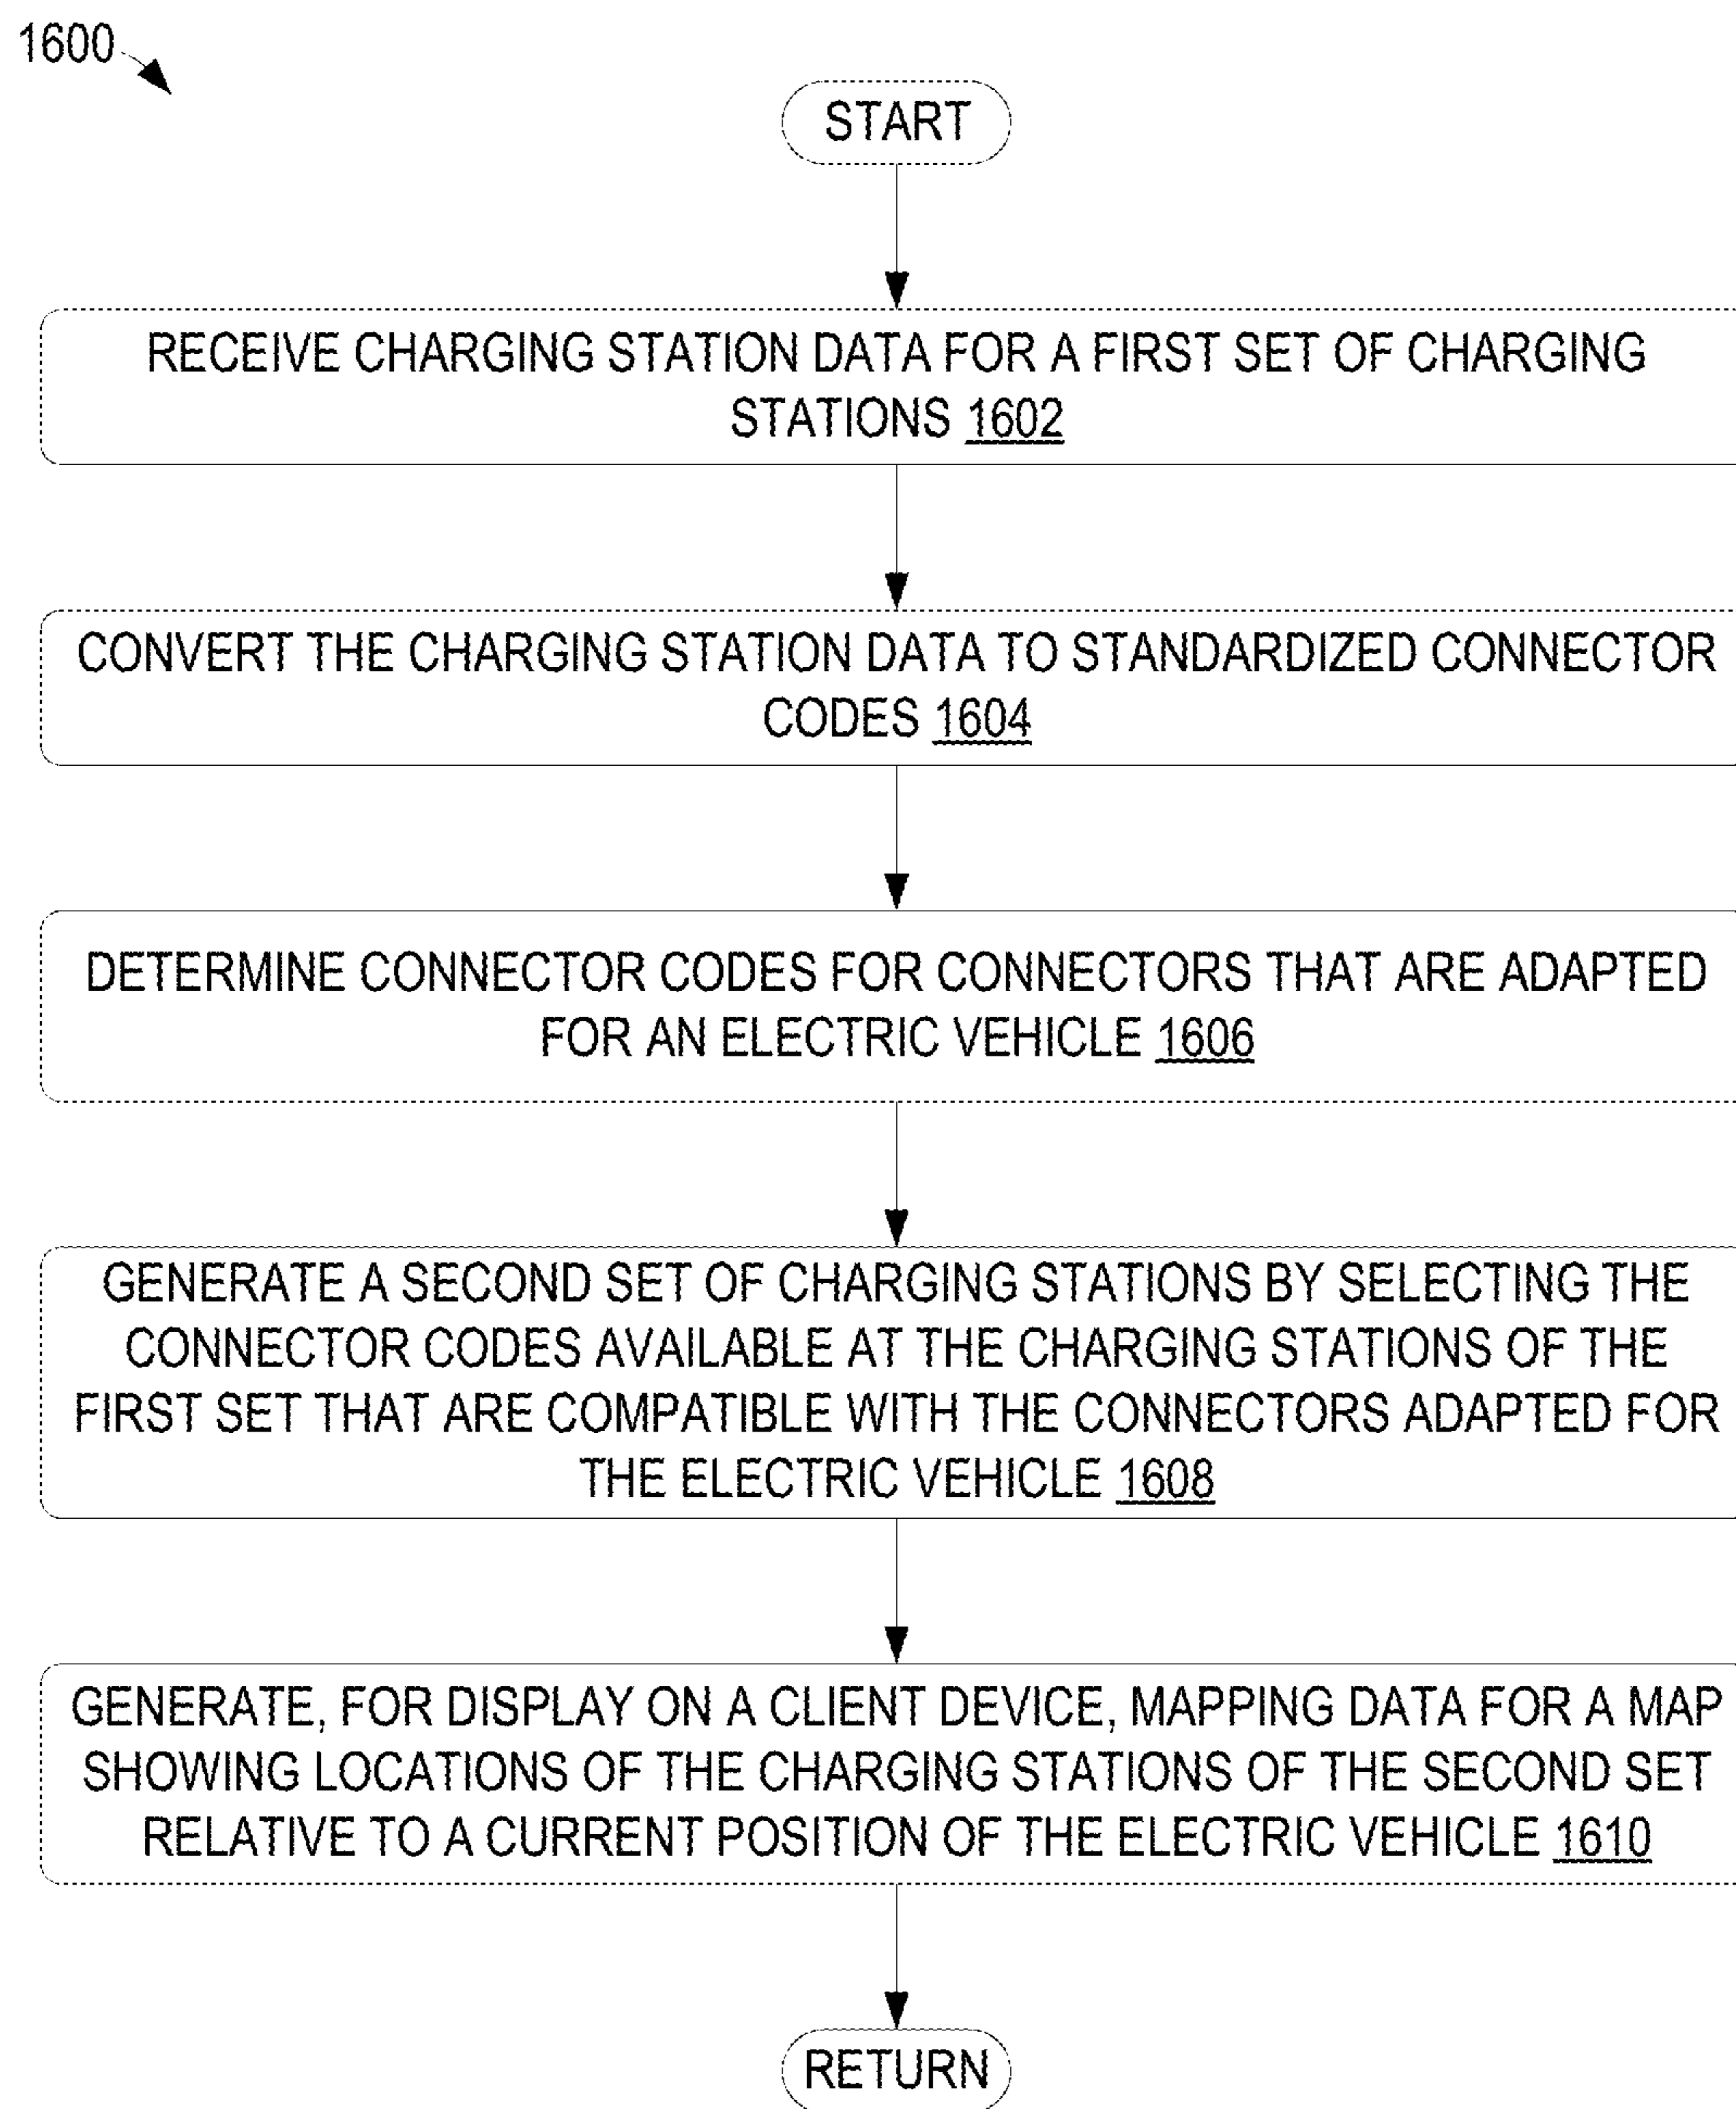 1600
START
RECEIVE CHARGING STATION DATA FOR A FIRST SET OF CHARGING
STATIONS 1602
CONVERT THE CHARGING STATION DATA TO STANDARDIZED CONNECTOR
CODES 1604
DETERMINE CONNECTOR CODES FOR CONNECTORS THAT ARE ADAPTED
FOR AN ELECTRIC VEHICLE 1606
GENERATE A SECOND SET OF CHARGING STATIONS BY SELECTING THE
CONNECTOR CODES AVAILABLE AT THE CHARGING STATIONS OF THE
FIRST SET THAT ARE COMPATIBLE WITH THE CONNECTORS ADAPTED FOR
THE ELECTRIC VEHICLE 1608
GENERATE, FOR DISPLAY ON A CLIENT DEVICE, MAPPING DATA FOR A MAP
SHOWING LOCATIONS OF THE CHARGING STATIONS OF THE SECOND SET
RELATIVE TO A CURRENT POSITION OF THE ELECTRIC VEHICLE 1610
RETURN